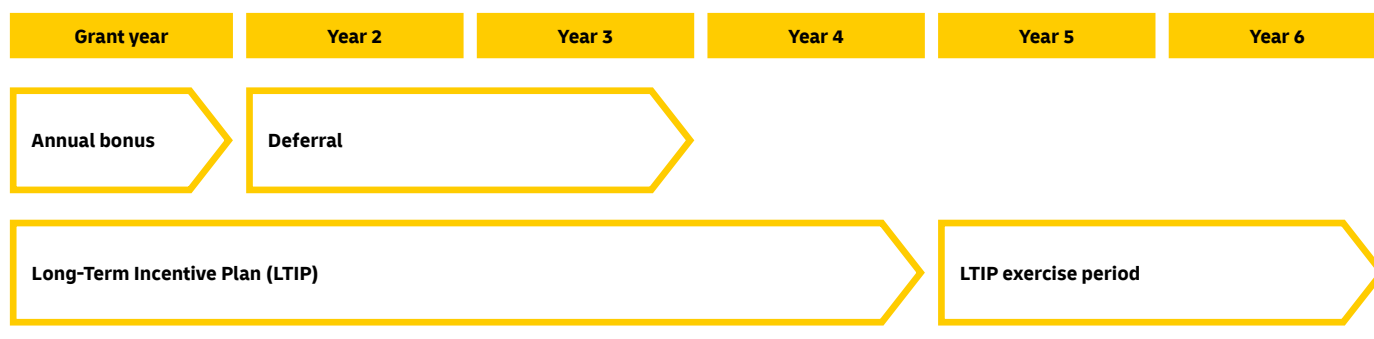 Grant year
Year 2
Year 3
Year 4
Year 5
Year 6
Annual bonus
Deferral
Long-Term Incentive Plan (LTIP)
LTIP exercise period